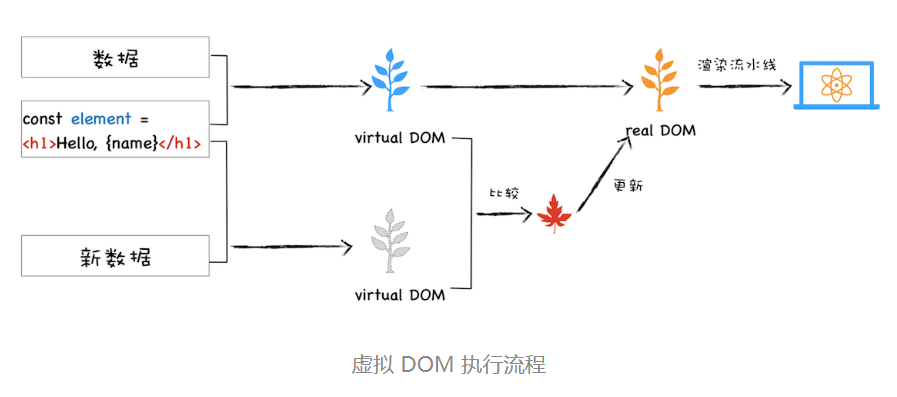 数据
const element =
<h1>Hello, {name}</h1>
新数据
virtual DOM
virtual DOM
比较
更新
real DOM
渲染流水线
虚拟 DOM 执行流程